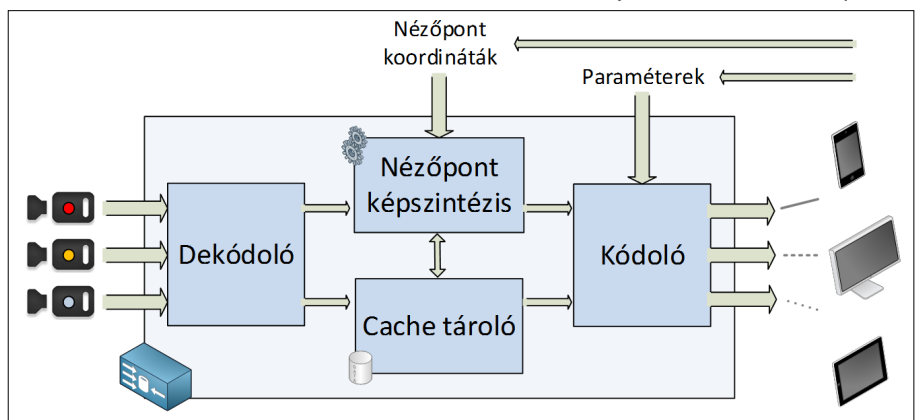 Nézőpont
koordináták
Paraméterek
Nézőpont
képszintézis
Dekódoló
Kódoló
Cache tároló